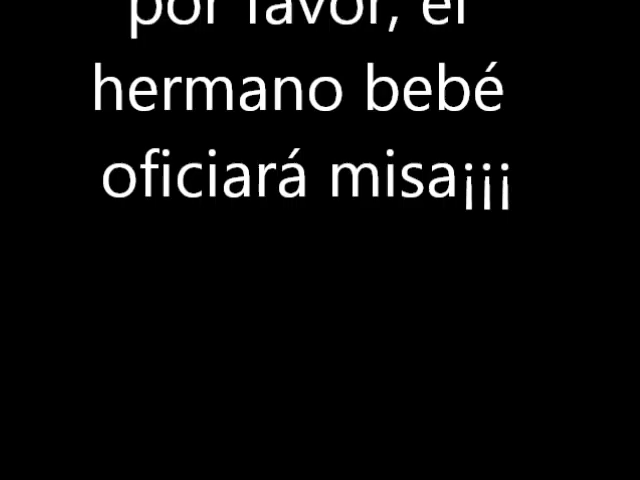 por favor, el
hermano bebé
oficiará misa¡¡¡